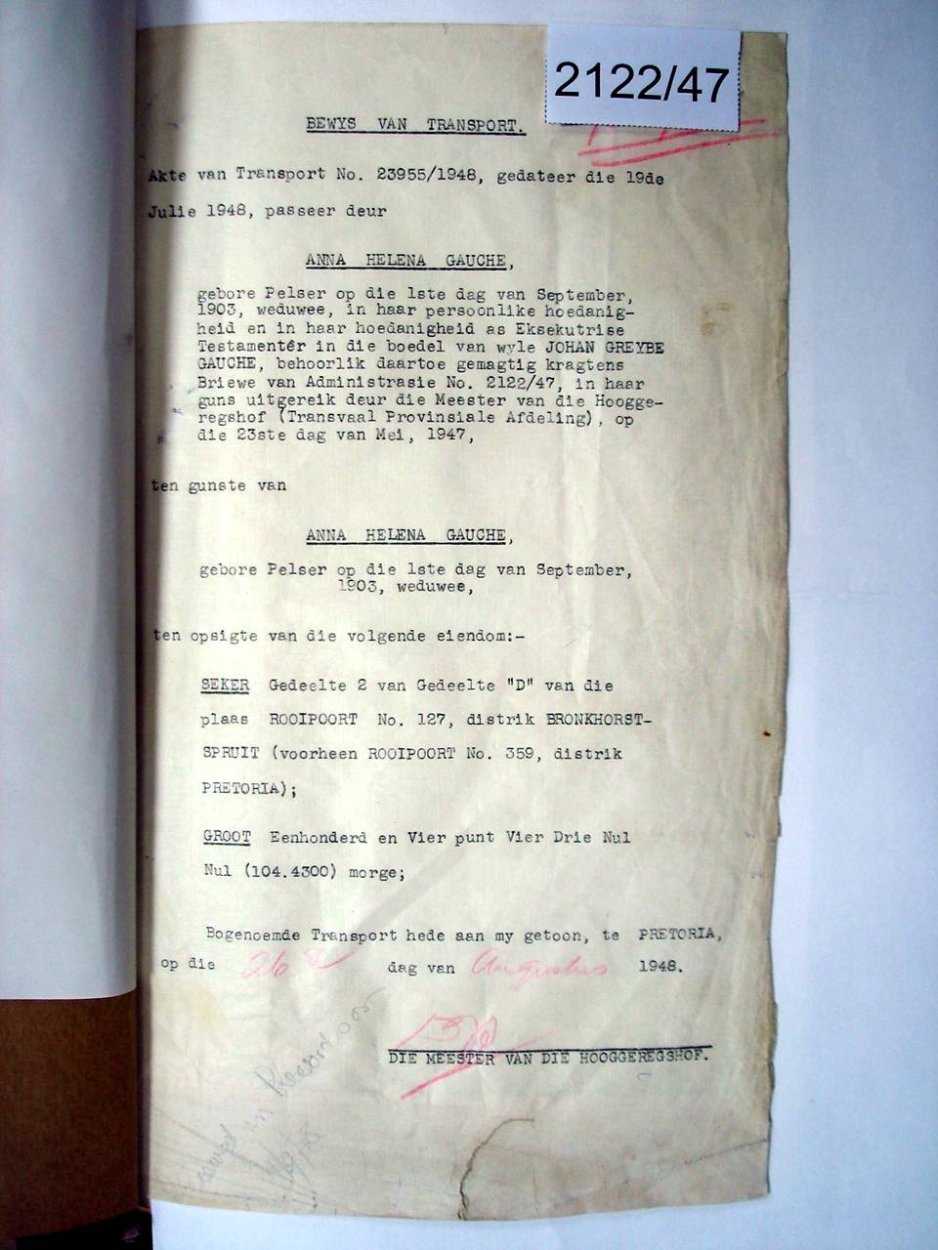 2122/47
BEWYS VAN TRANSPORT.
Akte van Transport No. 23955/1948, gedateer die 19de
Julie 1948, passeer deur
ANNA HELENA GAUCHE,
gebore Pelser op die 1ste dag van September,
1903, weduwee, in haar persoonlike hoedanig-
heid en in haar hoedanigheid as Eksekutrise
Testamentêr in die boedel van wyle JOHAN GREYBE
GAUCHE, behoorlik daartoe gemagtig kragtens
Briewe van Administrasie No. 2122/47, in haar
guns uitgereik deur die Meester van die Hoogge-
regshof (Transvaal Provinsiale Afdeling), op
die 23ste dag van Mei, 1947,
ten gunste van
ANNA HELENA GAUCHE,
gebore Pelser op die 1ste dag van September,
1903, weduwee,
ten opsigte van die volgende eiendom:-
SEKER Gedeelte 2 van Gedeelte "D" van die
plaas ROOIPOORT No. 127, distrik BRONKHORST-
SPRUIT (voorheen ROOIPOORT No. 359, distrik
PRETORIA);
GROOT Eenhonderd en Vier punt Vier Drie Nul
Nul (104.4300) morge;
Bogenoemde Transport hede aan my getoon, te PRETORIA,
op die 26 dag van Augustus 1948.
DIE MEESTER VAN DIE HOOGGEREGSHOF.